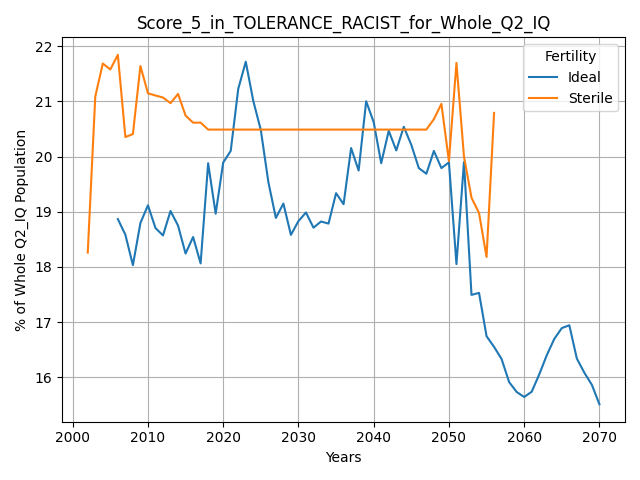 Score_5_in_TOLERANCE_RACIST_for_Whole_Q2_IQ
% of Whole Q2_IQ Population
22
21
20
19
18
17
16
Fertility
Ideal
Sterile
2000 2010 2020 2030 2040 2050 2060 2070
Years